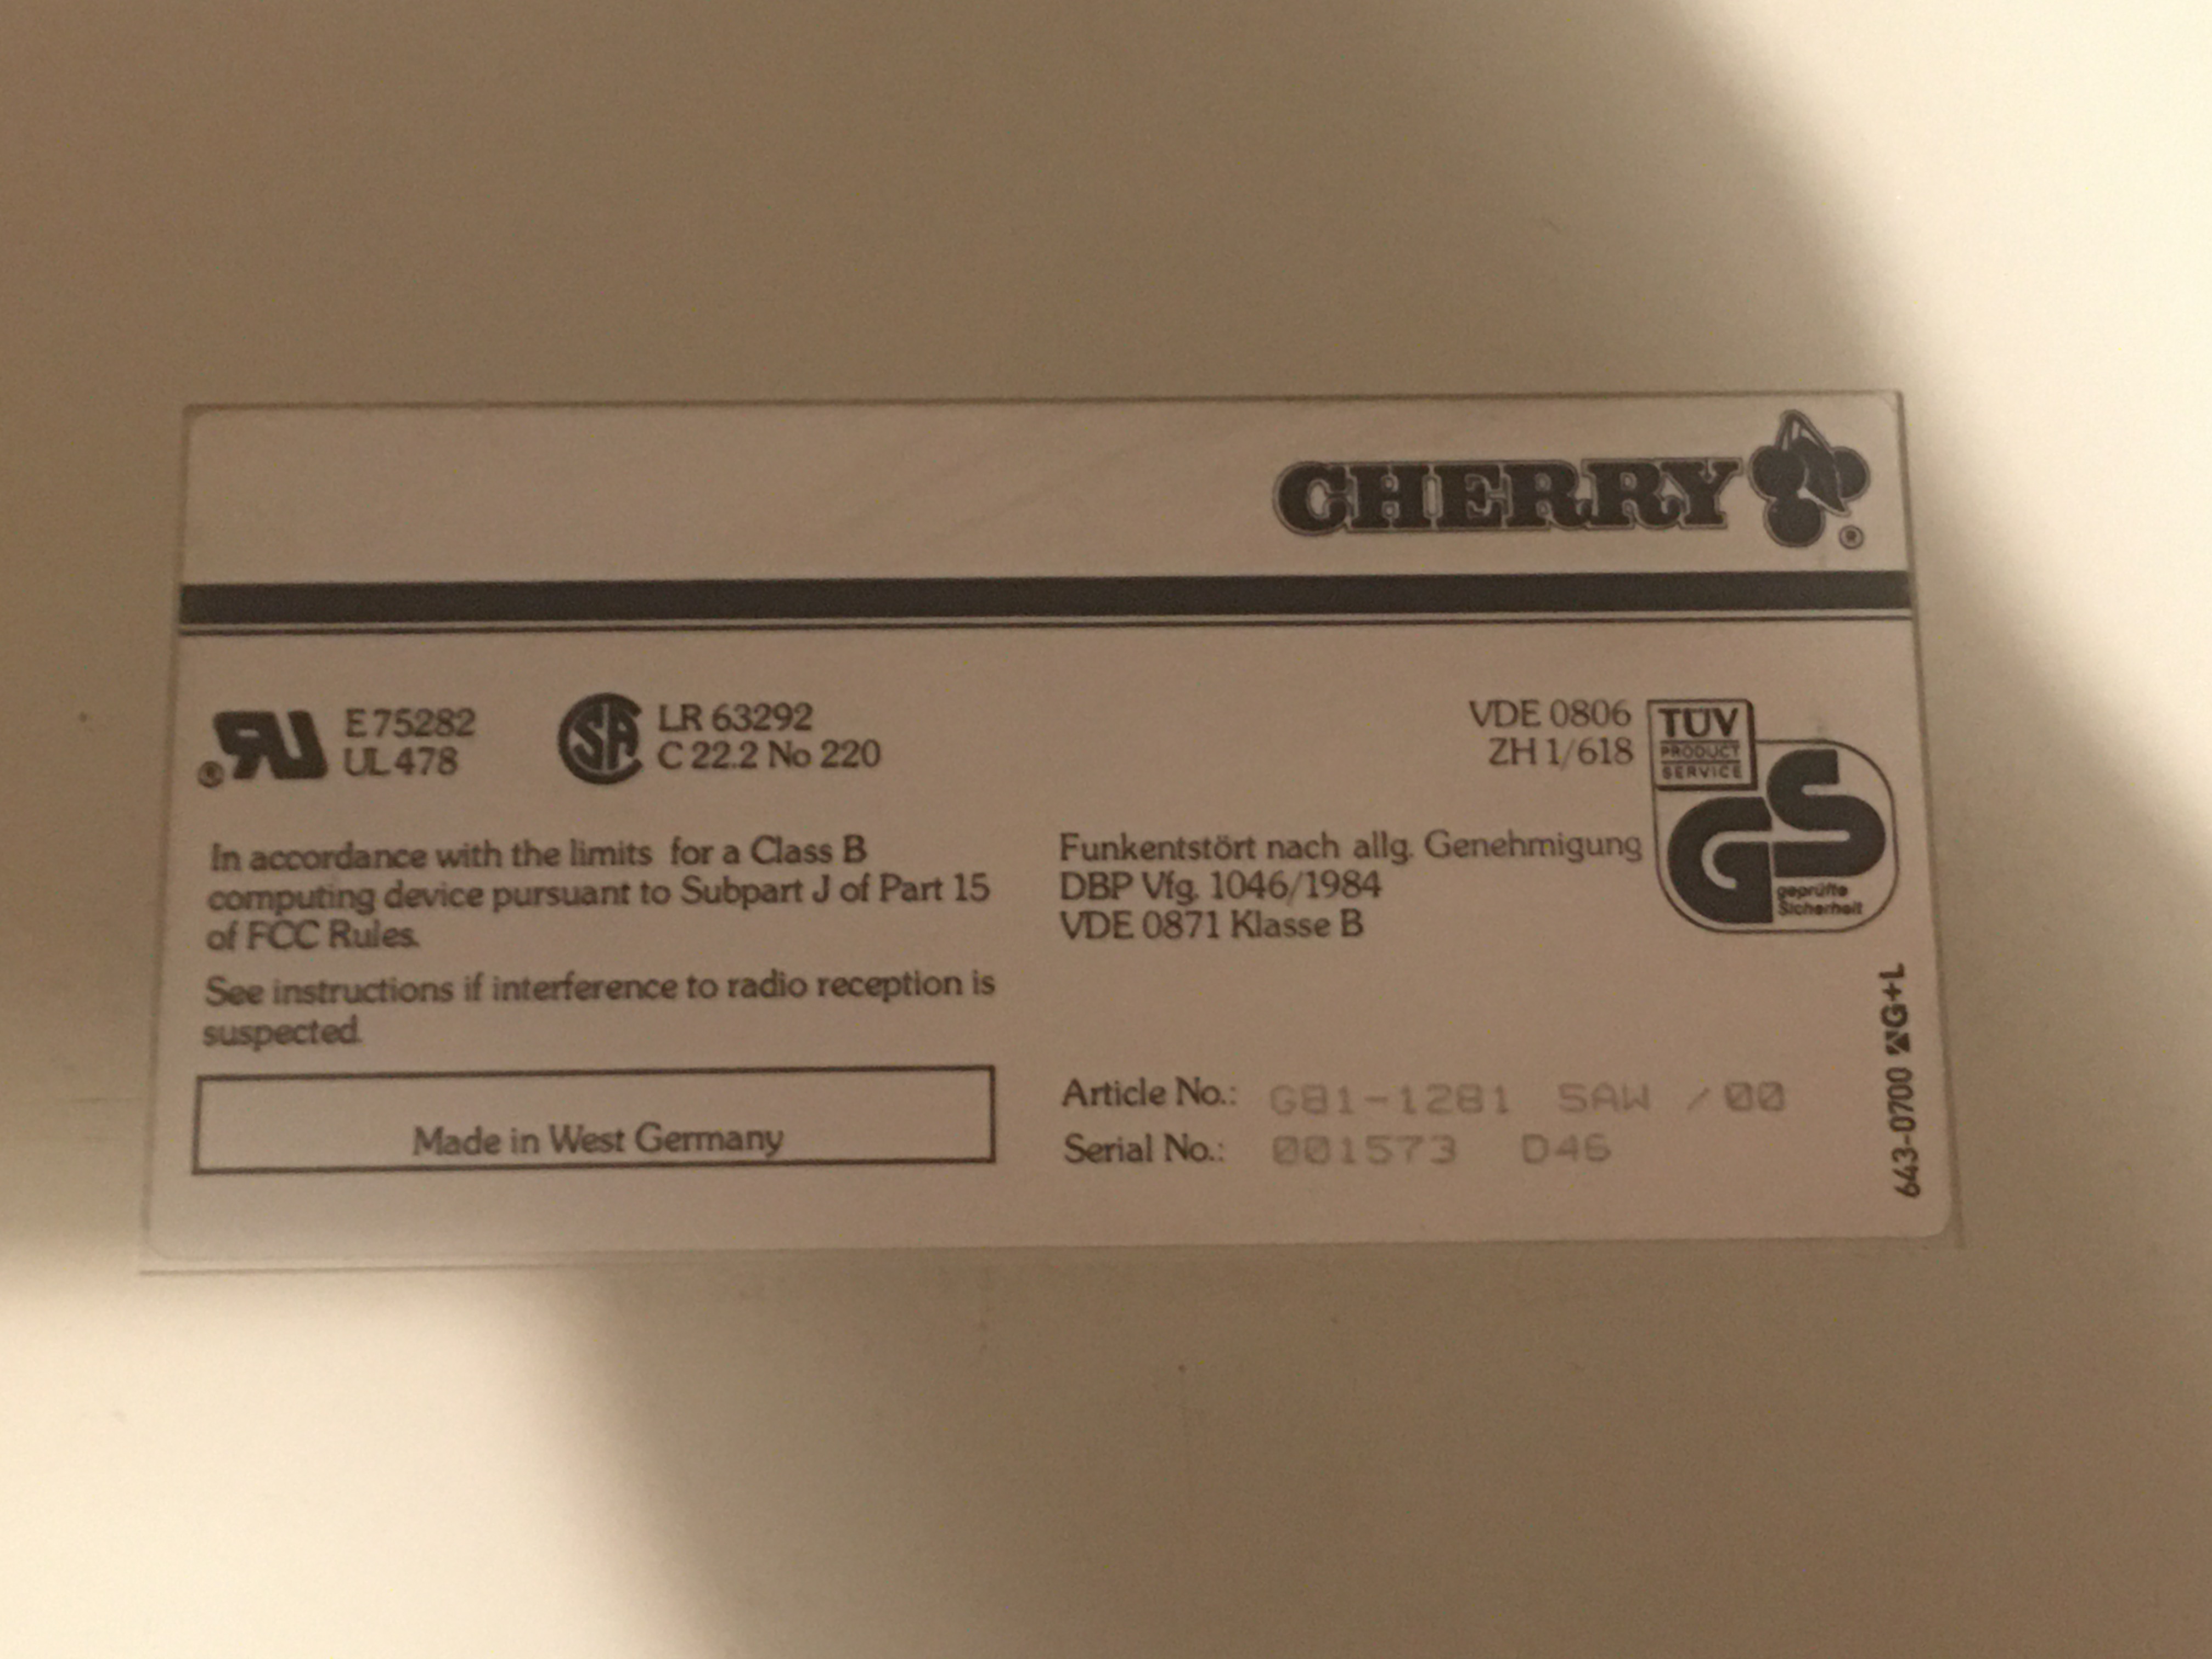 CHERRY
®
E 75282
UL 478
®
LR 63292
C 22.2 No 220
VDE 0806
ZH 1/618
TÜV
PRODUCT
SERVICE
GS
geprüfte
Sicherheit
In accordance with the limits for a Class B
computing device pursuant to Subpart J of Part 15
of FCC Rules.
See instructions if interference to radio reception is
suspected.
Funkentstört nach allg. Genehmigung
DBP Vfg. 1046/1984
VDE 0871 Klasse B
Made in West Germany
Article No.: G81-1281 SAW /00
Serial No.: 001573 D46
643-0700 G+L